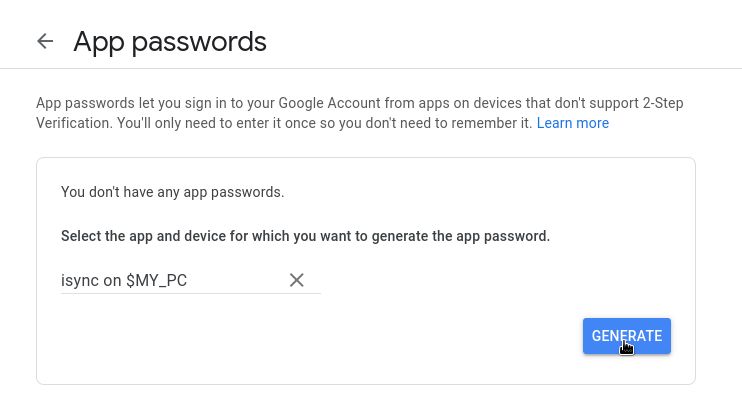 App passwords
App passwords let you sign in to your Google Account from apps on devices that don't support 2-Step
Verification. You'll only need to enter it once so you don't need to remember it. Learn more
You don't have any app passwords.
Select the app and device for which you want to generate the app password.
isync on $MY_PC
GENERATE